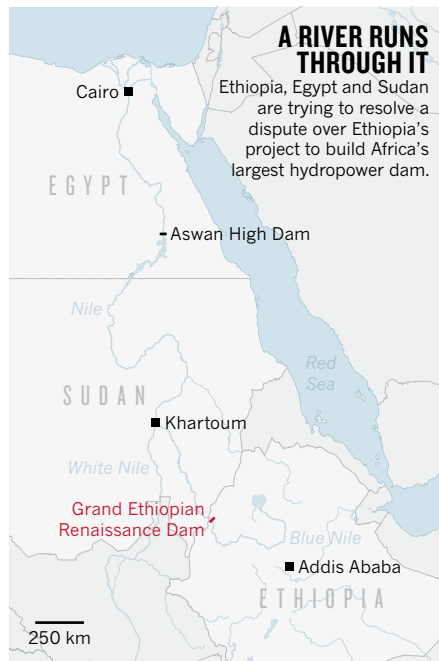 A RIVER RUNS
THROUGH IT
Ethiopia, Egypt and Sudan
are trying to resolve a
dispute over Ethiopia’s
project to build Africa’s
largest hydropower dam.
Cairo
EGYPT
Aswan High Dam
Nile
Red
Sea
SUDAN
Khartoum
White Nile
Grand Ethiopian
Renaissance Dam
Blue Nile
Addis Ababa
ETHIOPIA
250 km